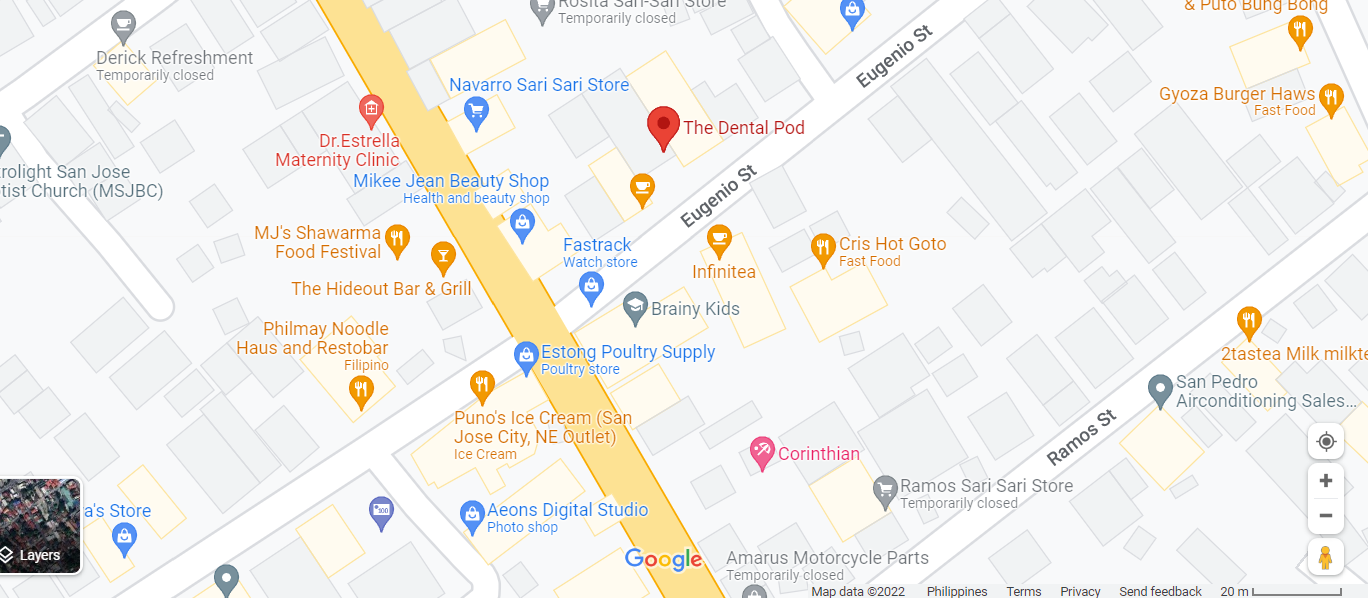 Rosita Sari-Sari Store
Temporarily closed
& Puto Bung Bong
Derick Refreshment
Temporarily closed
Eugenio St
Navarro Sari Sari Store
Gyoza Burger Haws
Fast Food
The Dental Pod
Dr.Estrella
Maternity Clinic
trolight San Jose
tist Church (MSJBC)
Mikee Jean Beauty Shop
Health and beauty shop
Eugenio St
MJ's Shawarma
Food Festival
Fastrack
Watch store
Cris Hot Goto
Fast Food
Infinitea
The Hideout Bar & Grill
Brainy Kids
Philmay Noodle
Haus and Restobar
Filipino
Estong Poultry Supply
Poultry store
2tastea Milk milkte
San Pedro
Airconditioning Sales...
Puno's Ice Cream (San
Jose City, NE Outlet)
Ice Cream
Ramos St
Corinthian
Ramos Sari Sari Store
Temporarily closed
a's Store
100
Aeons Digital Studio
Photo shop
Layers
Google
Amarus Motorcycle Parts
Temporarily closed
Map data ©2022 Philippines Terms Privacy Send feedback 20 m